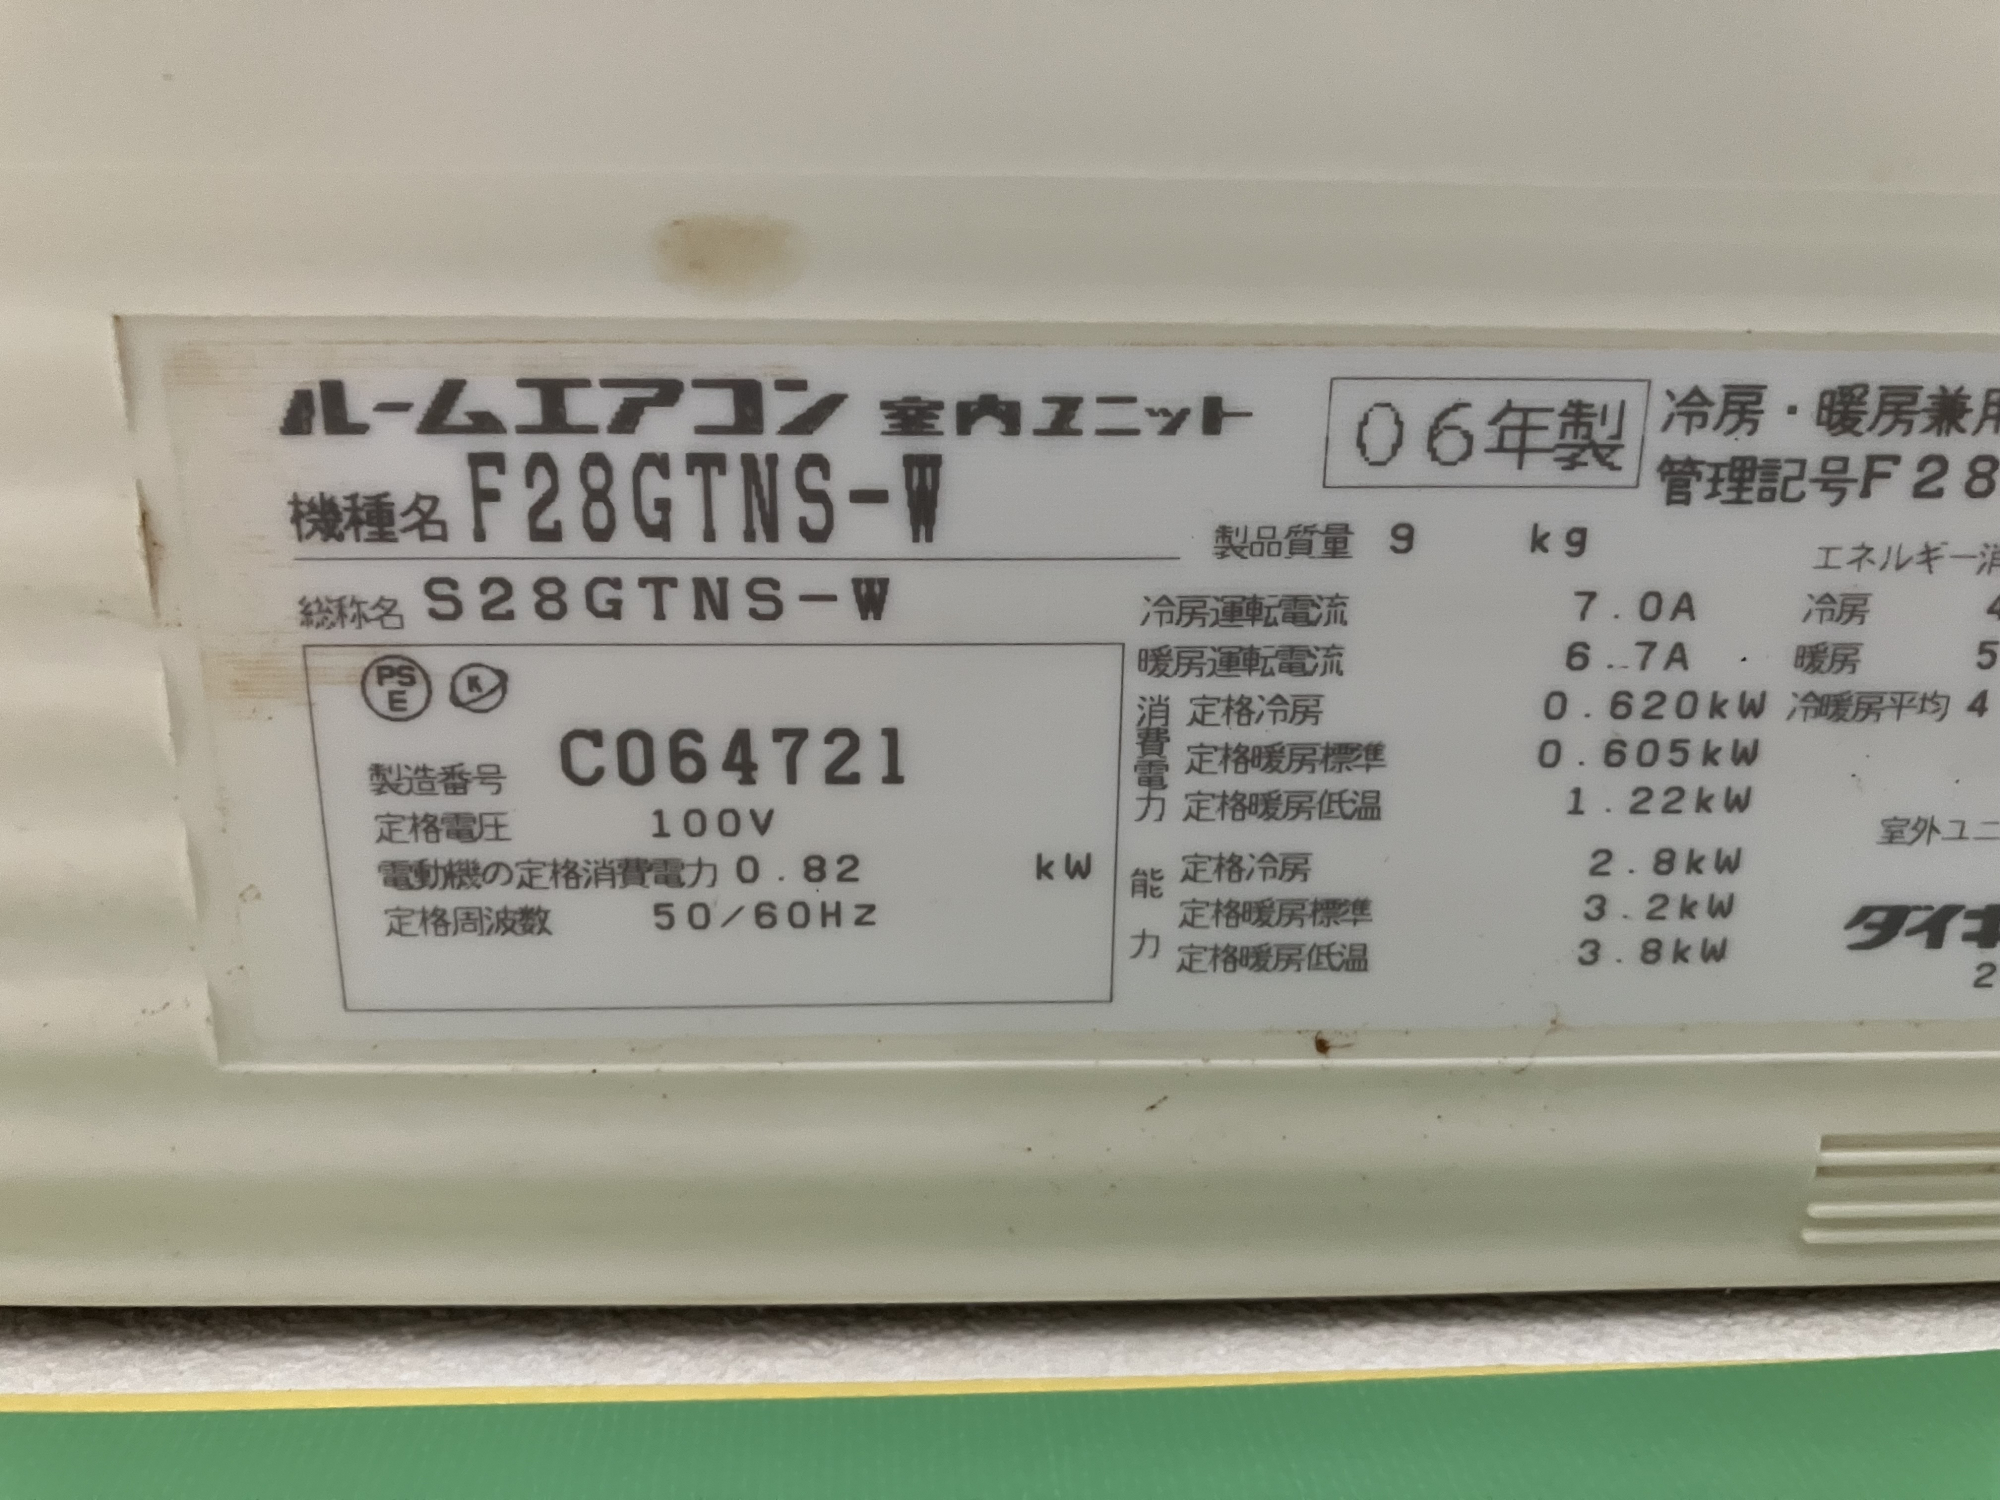 ルームエアコン 室内ユニット
06年製
冷房・暖房兼用
機種名 F28GTNS-W
管理記号F28
総称名 S28GTNS-W
製品質量 9 kg
エネルギー消
冷房運転電流 7.0A
冷房 4
暖房運転電流 6.7A
暖房 5
消費電力
定格冷房 0.620kW
冷暖房平均 4
定格暖房標準 0.605kW
定格暖房低温 1.22kW
能力
定格冷房 2.8kW
定格暖房標準 3.2kW
定格暖房低温 3.8kW
PS
E
K
製造番号 C064721
定格電圧 100V
電動機の定格消費電力 0.82 kW
定格周波数 50/60Hz
室外ユニ
ダイキ
2